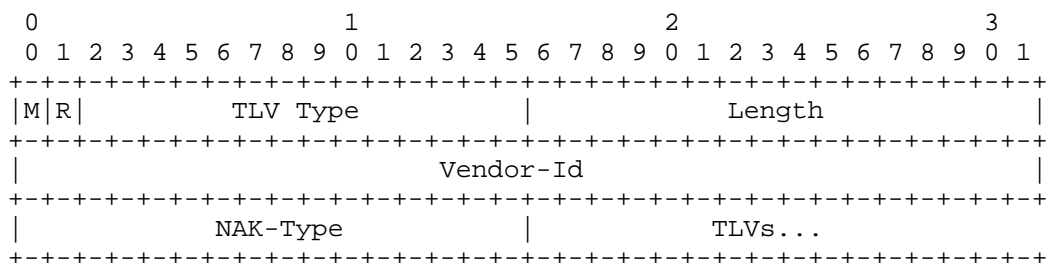 0                   1                   2                   3
 0 1 2 3 4 5 6 7 8 9 0 1 2 3 4 5 6 7 8 9 0 1 2 3 4 5 6 7 8 9 0 1
+-+-+-+-+-+-+-+-+-+-+-+-+-+-+-+-+-+-+-+-+-+-+-+-+-+-+-+-+-+-+-+-+
|M|R|         TLV Type          |            Length             |
+-+-+-+-+-+-+-+-+-+-+-+-+-+-+-+-+-+-+-+-+-+-+-+-+-+-+-+-+-+-+-+-+
|                          Vendor-Id                            |
+-+-+-+-+-+-+-+-+-+-+-+-+-+-+-+-+-+-+-+-+-+-+-+-+-+-+-+-+-+-+-+-+
|            NAK-Type           |           TLVs...
+-+-+-+-+-+-+-+-+-+-+-+-+-+-+-+-+-+-+-+-+-+-+-+-+-+-+-+-+-+-+-+-+